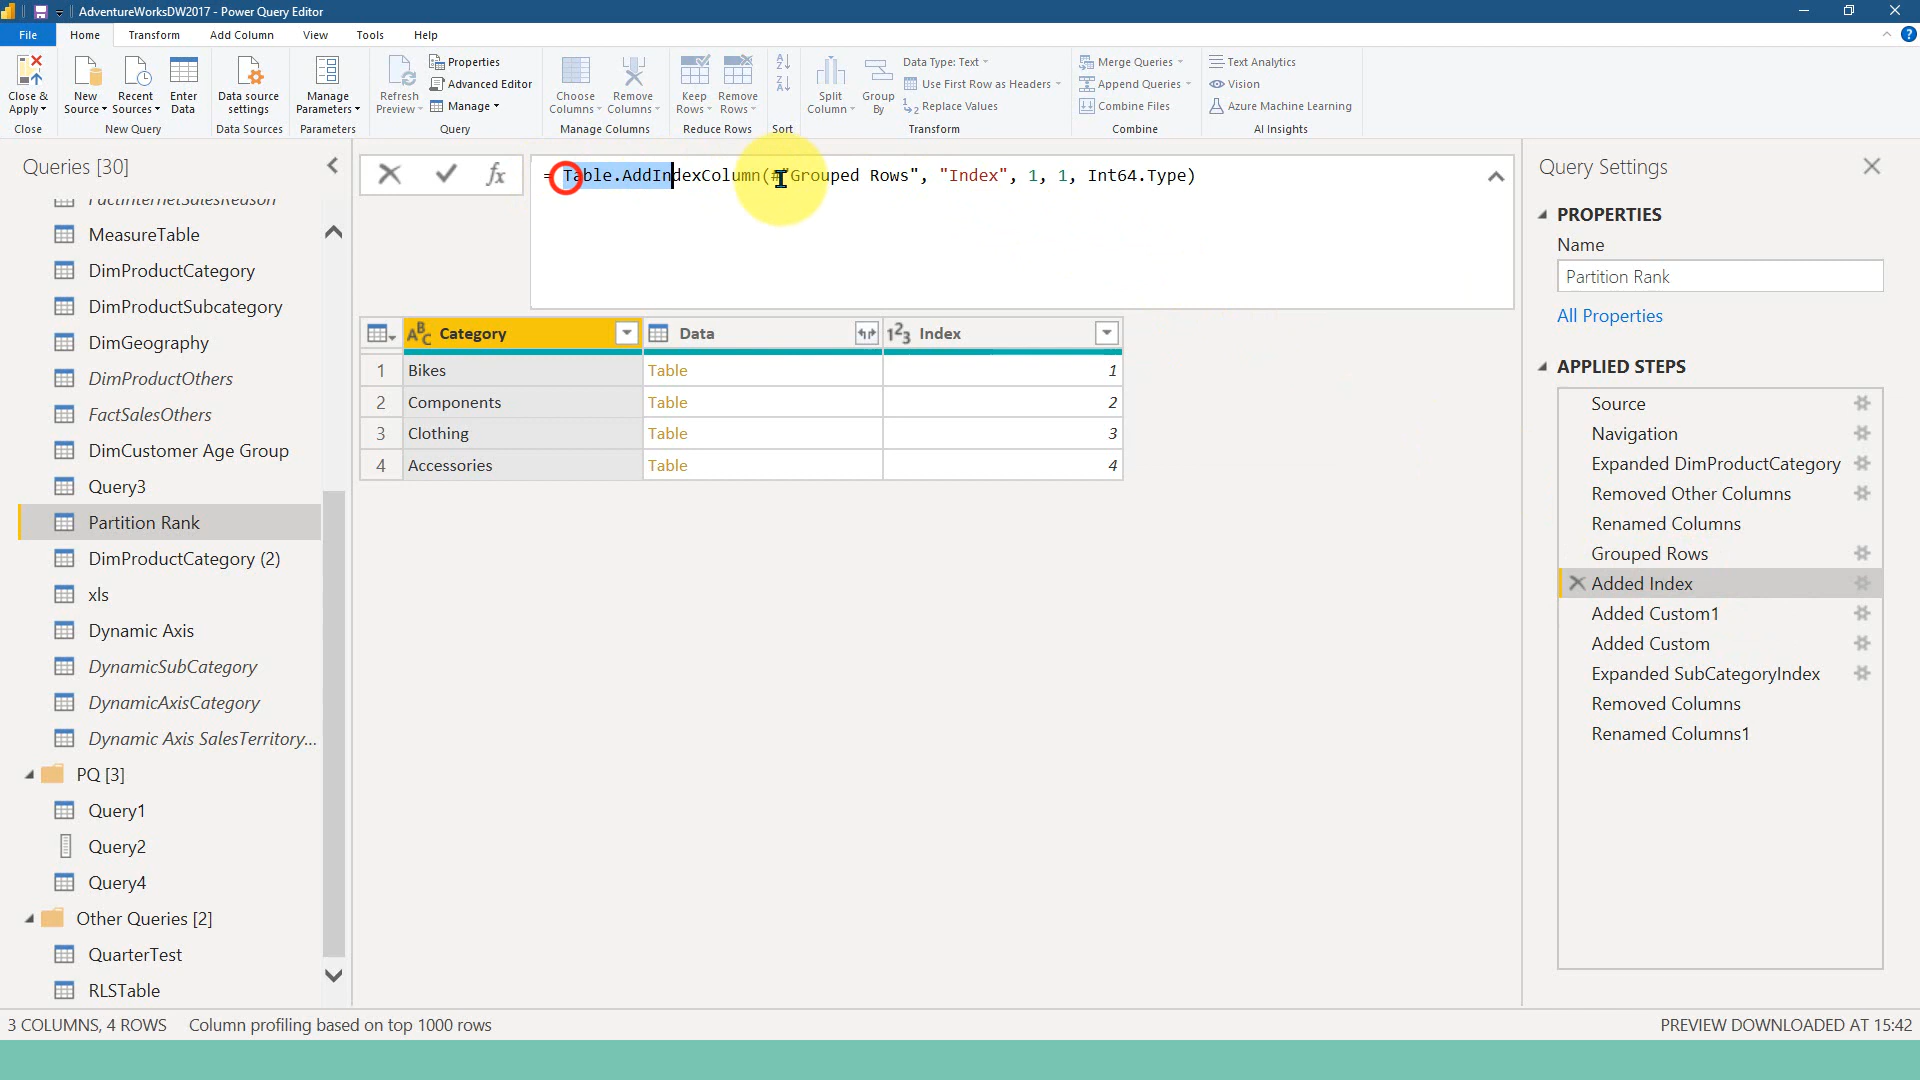 AdventureWorksDW2017 - Power Query Editor
File Home Transform Add Column View Tools Help
Close & Apply
Close
New Source
Recent Sources
Enter Data
New Query
Data source settings
Data Sources
Manage Parameters
Parameters
Refresh Preview
Properties
Advanced Editor
Manage
Query
Choose Columns
Remove Columns
Manage Columns
Keep Rows
Remove Rows
Reduce Rows
Sort
Split Column
Group By
Data Type: Text
Use First Row as Headers
Replace Values
Transform
Merge Queries
Append Queries
Combine Files
Combine
Text Analytics
Vision
Azure Machine Learning
AI Insights
Queries [30]
FactInternetSalesReason
MeasureTable
DimProductCategory
DimProductSubcategory
DimGeography
DimProductOthers
FactSalesOthers
DimCustomer Age Group
Query3
Partition Rank
DimProductCategory (2)
xls
Dynamic Axis
DynamicSubCategory
DynamicAxisCategory
Dynamic Axis SalesTerritory...
PQ [3]
Query1
Query2
Query4
Other Queries [2]
QuarterTest
RLSTable
fx
= Table.AddIndexColumn(#"Grouped Rows", "Index", 1, 1, Int64.Type)
ABC Category Data 123 Index
1 Bikes Table 1
2 Components Table 2
3 Clothing Table 3
4 Accessories Table 4
Query Settings
PROPERTIES
Name
Partition Rank
All Properties
APPLIED STEPS
Source
Navigation
Expanded DimProductCategory
Removed Other Columns
Renamed Columns
Grouped Rows
Added Index
Added Custom1
Added Custom
Expanded SubCategoryIndex
Removed Columns
Renamed Columns1
3 COLUMNS, 4 ROWS Column profiling based on top 1000 rows PREVIEW DOWNLOADED AT 15:42